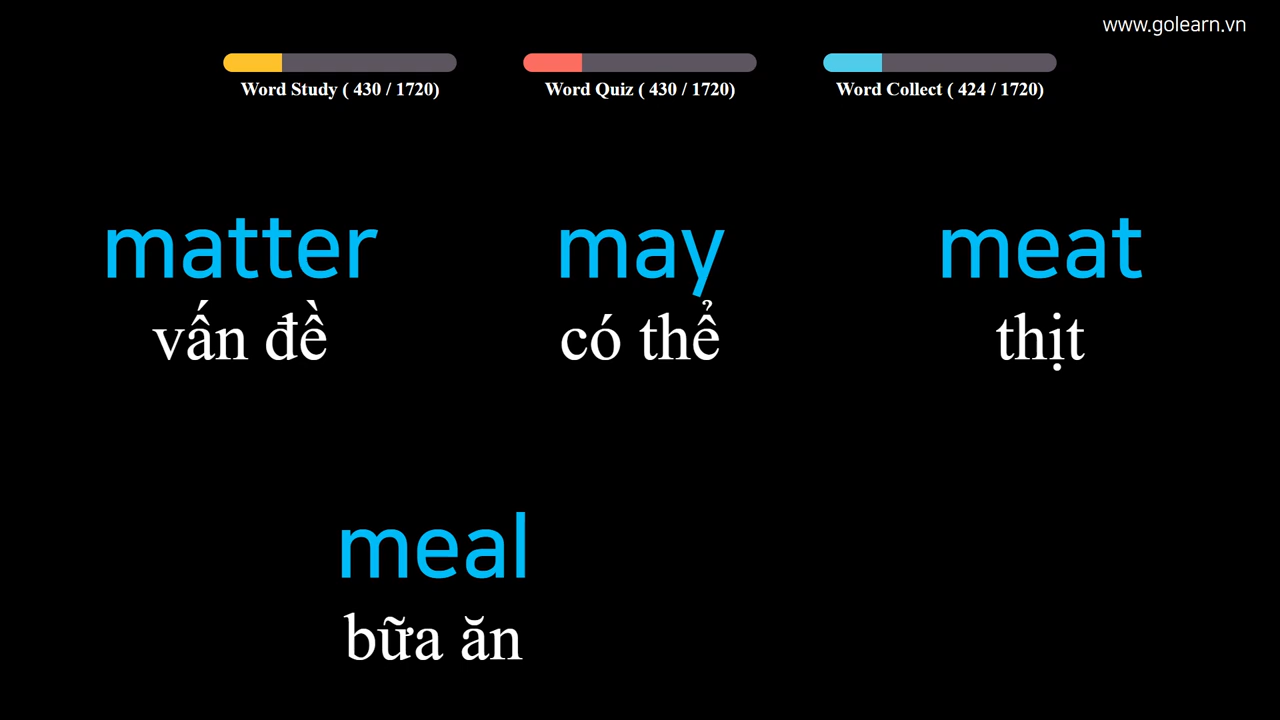 www.golearn.vn
Word Study ( 430 / 1720)
Word Quiz ( 430 / 1720)
Word Collect ( 424 / 1720)
matter
vấn đề
may
có thể
meat
thịt
meal
bữa ăn